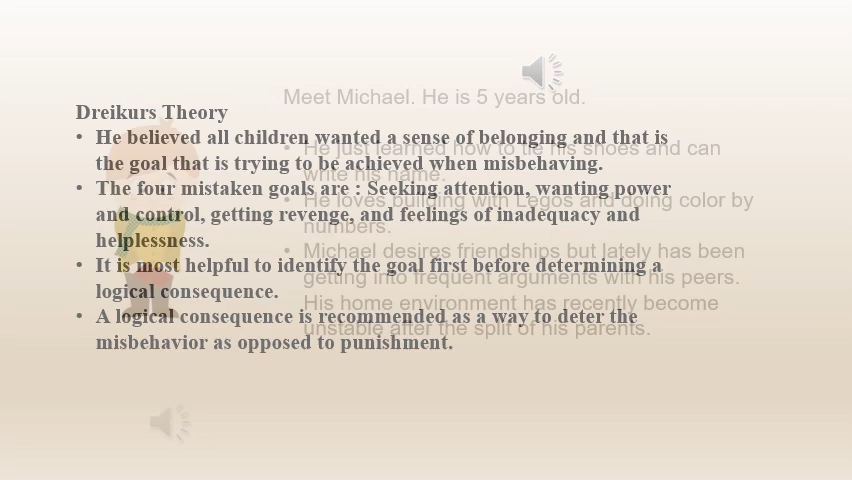 Dreikurs Theory
• He believed all children wanted a sense of belonging and that is
the goal that is trying to be achieved when misbehaving.
• The four mistaken goals are : Seeking attention, wanting power
and control, getting revenge, and feelings of inadequacy and
helplessness.
• It is most helpful to identify the goal first before determining a
logical consequence.
• A logical consequence is recommended as a way to deter the
misbehavior as opposed to punishment.
Meet Michael. He is 5 years old.
• He just learned how to tie his shoes and can
write his name.
• He loves building with Legos and doing color by
numbers.
• Michael desires friendships but lately has been
getting into frequent arguments with his peers.
His home environment has recently become
unstable after the split of his parents.